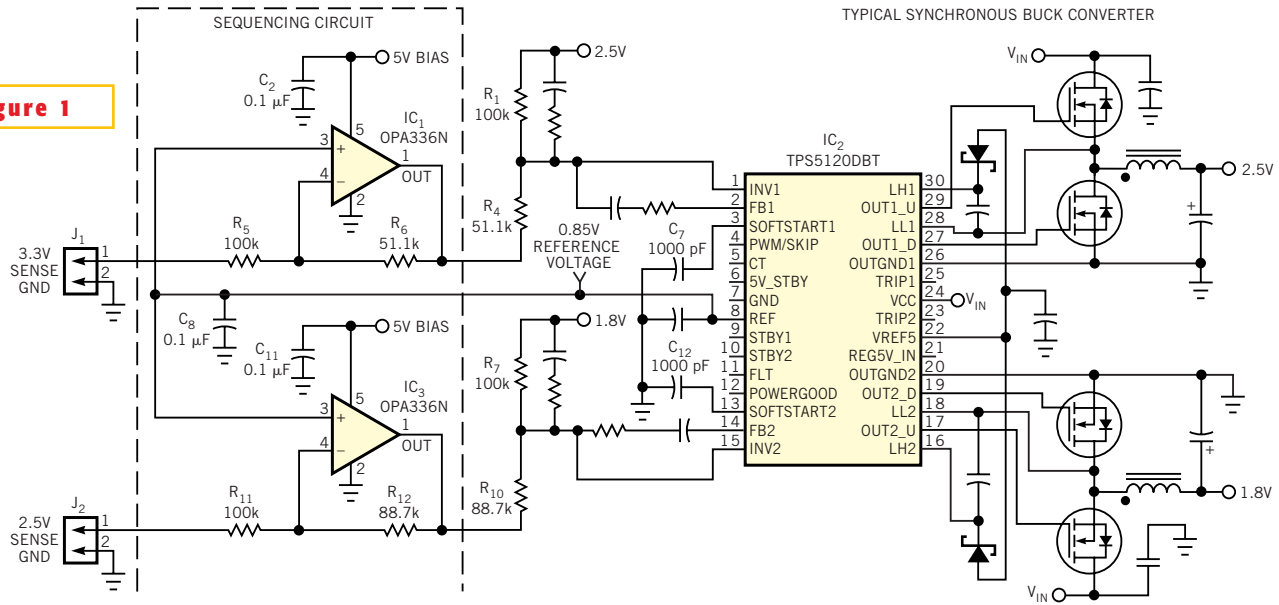 SEQUENCING CIRCUIT
TYPICAL SYNCHRONOUS BUCK CONVERTER
gure 1
5V BIAS
C2
0.1 µF
IC1
OPA336N
5
3
+
4
−
1
OUT
2
R5
100k
R6
51.1k
J1
3.3V
SENSE
GND
1
2
C8
0.1 µF
5V BIAS
C11
0.1 µF
IC3
OPA336N
5
3
+
4
−
1
OUT
2
R11
100k
R12
88.7k
J2
2.5V
SENSE
GND
1
2
2.5V
R1
100k
R4
51.1k
0.85V
REFERENCE
VOLTAGE
C7
1000 pF
1.8V
R7
100k
C12
1000 pF
R10
88.7k
IC2
TPS5120DBT
1 INV1
2 FB1
3 SOFTSTART1
4 PWM/SKIP
5 CT
6 5V_STBY
7 GND
8 REF
9 STBY1
10 STBY2
11 FLT
12 POWERGOOD
13 SOFTSTART2
14 FB2
15 INV2
LH1 30
OUT1_U 29
LL1 28
OUT1_D 27
OUTGND1 26
TRIP1 25
VCC 24
TRIP2 23
VREF5 22
REG5V_IN 21
OUTGND2 20
OUT2_D 19
LL2 18
OUT2_U 17
LH2 16
VIN
VIN
2.5V
+
+
1.8V
VIN